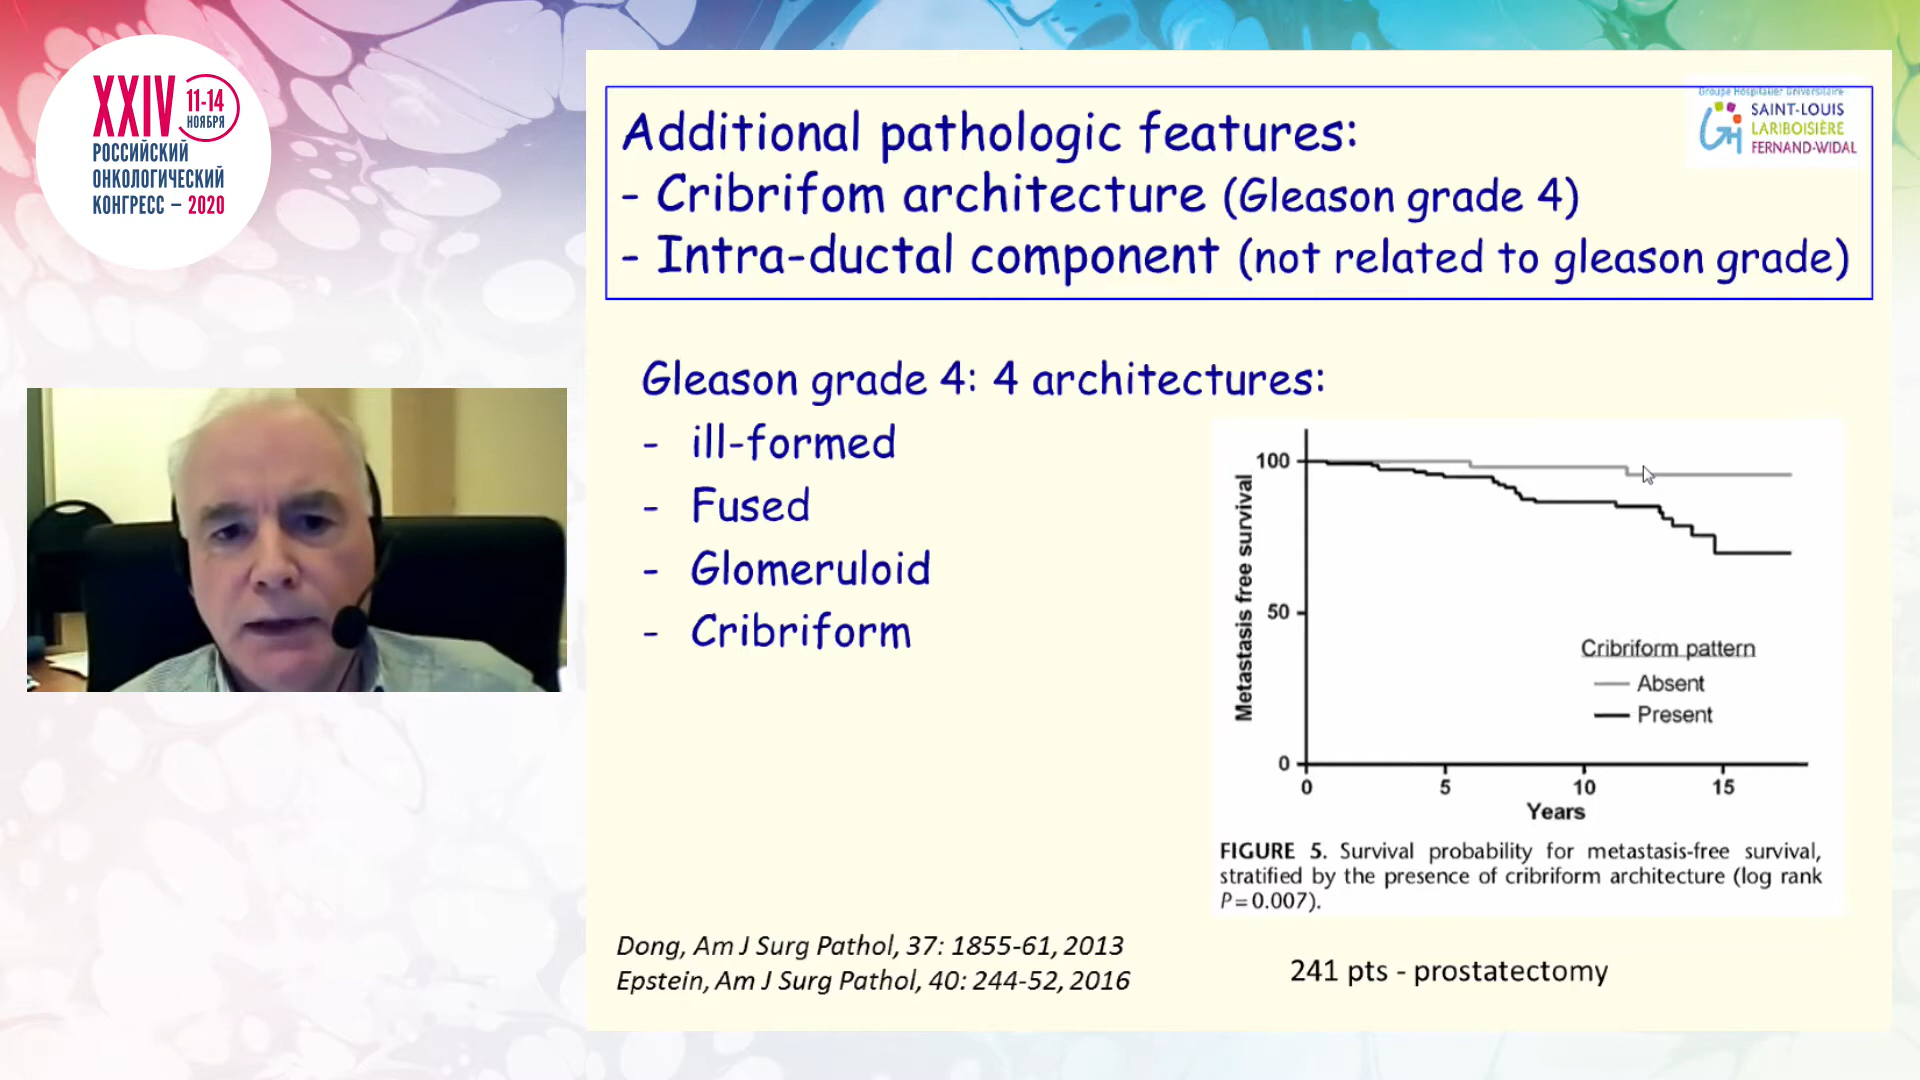 XXIV 11-14
НОЯБРЯ
РОССИЙСКИЙ
ОНКОЛОГИЧЕСКИЙ
КОНГРЕСС – 2020
Groupe Hospitalier Universitaire
SAINT-LOUIS
LARIBOISIÈRE
FERNAND-WIDAL
Additional pathologic features:
- Cribrifom architecture (Gleason grade 4)
- Intra-ductal component (not related to gleason grade)
Gleason grade 4: 4 architectures:
- ill-formed
- Fused
- Glomeruloid
- Cribriform
Metastasis free survival
100
50
0
0 5 10 15
Years
Cribriform pattern
Absent
Present
FIGURE 5. Survival probability for metastasis-free survival,
stratified by the presence of cribriform architecture (log rank
P=0.007).
Dong, Am J Surg Pathol, 37: 1855-61, 2013
Epstein, Am J Surg Pathol, 40: 244-52, 2016
241 pts - prostatectomy